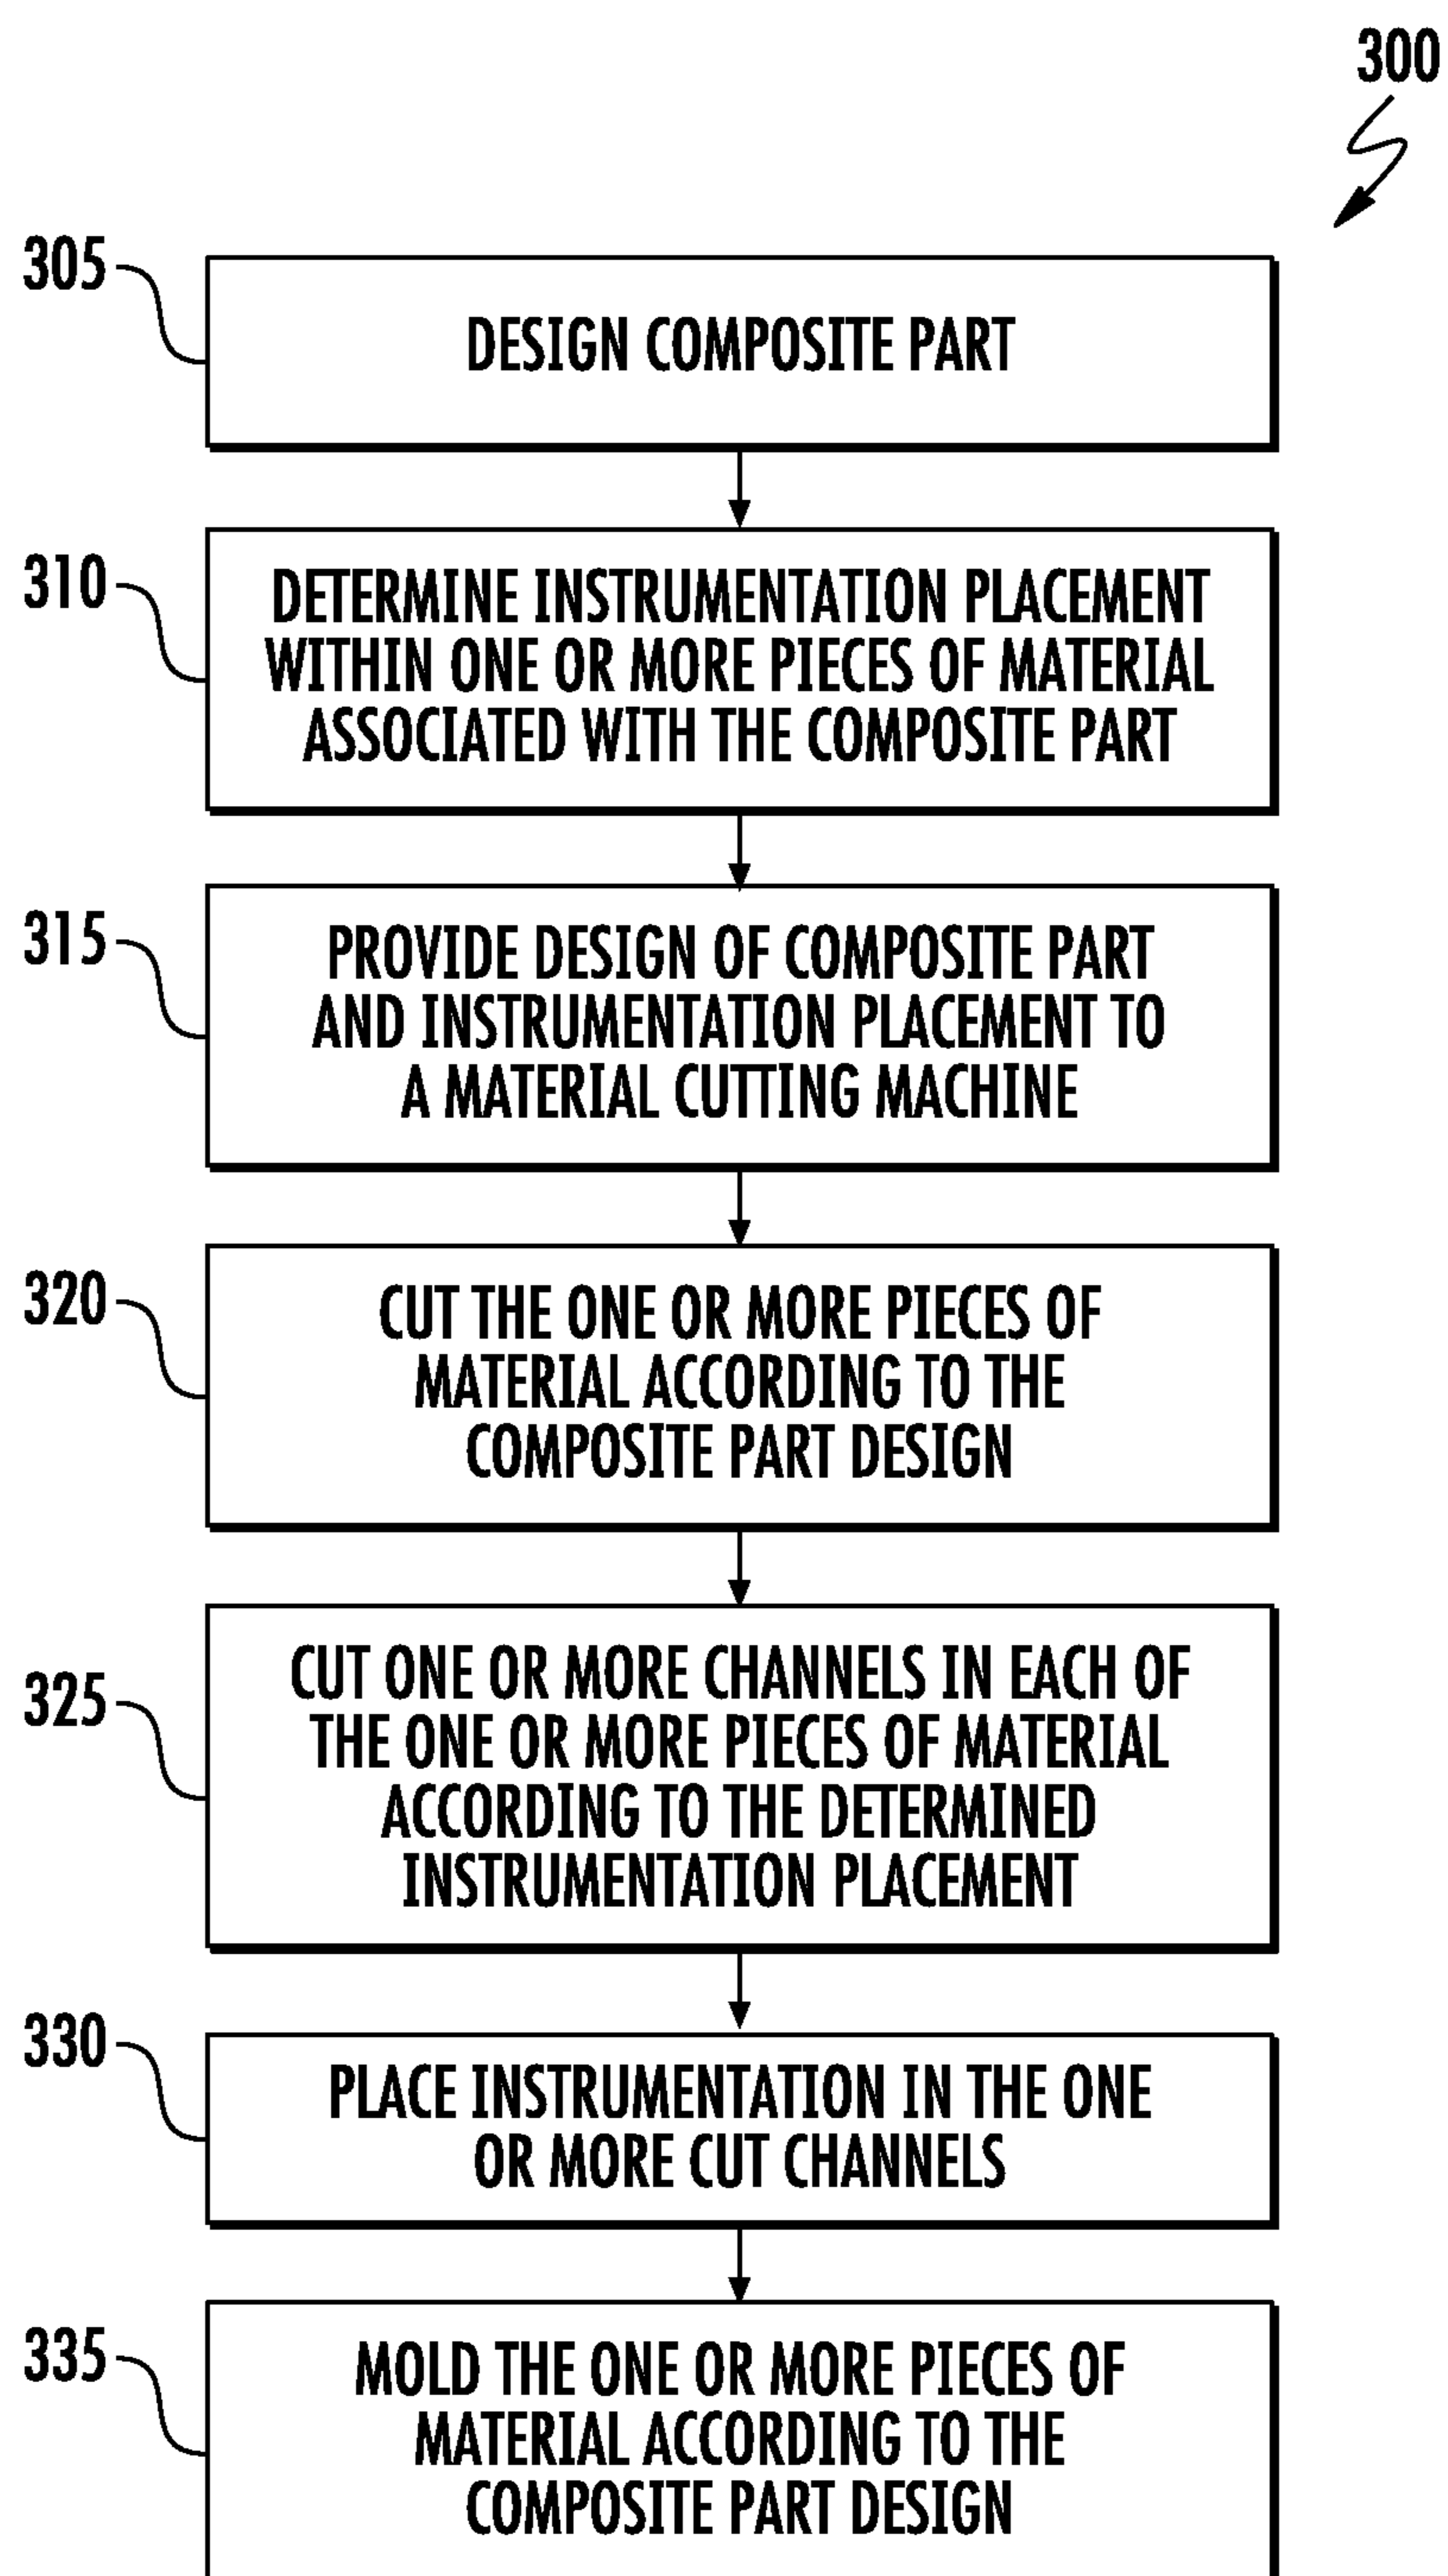 300
305
DESIGN COMPOSITE PART
310
DETERMINE INSTRUMENTATION PLACEMENT
WITHIN ONE OR MORE PIECES OF MATERIAL
ASSOCIATED WITH THE COMPOSITE PART
315
PROVIDE DESIGN OF COMPOSITE PART
AND INSTRUMENTATION PLACEMENT TO
A MATERIAL CUTTING MACHINE
320
CUT THE ONE OR MORE PIECES OF
MATERIAL ACCORDING TO THE
COMPOSITE PART DESIGN
325
CUT ONE OR MORE CHANNELS IN EACH OF
THE ONE OR MORE PIECES OF MATERIAL
ACCORDING TO THE DETERMINED
INSTRUMENTATION PLACEMENT
330
PLACE INSTRUMENTATION IN THE ONE
OR MORE CUT CHANNELS
335
MOLD THE ONE OR MORE PIECES OF
MATERIAL ACCORDING TO THE
COMPOSITE PART DESIGN